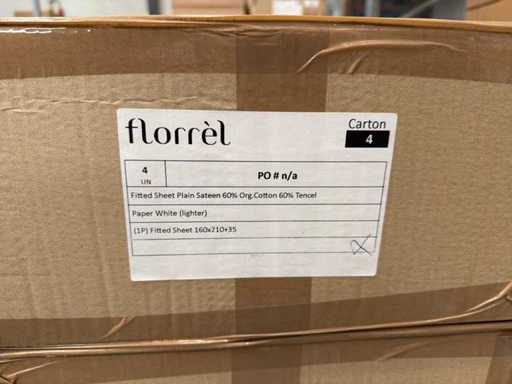 florrèl
Carton
4
4
UN
PO # n/a
Fitted Sheet Plain Sateen 60% Org.Cotton 60% Tencel
Paper White (lighter)
(1P) Fitted Sheet 160x210+35